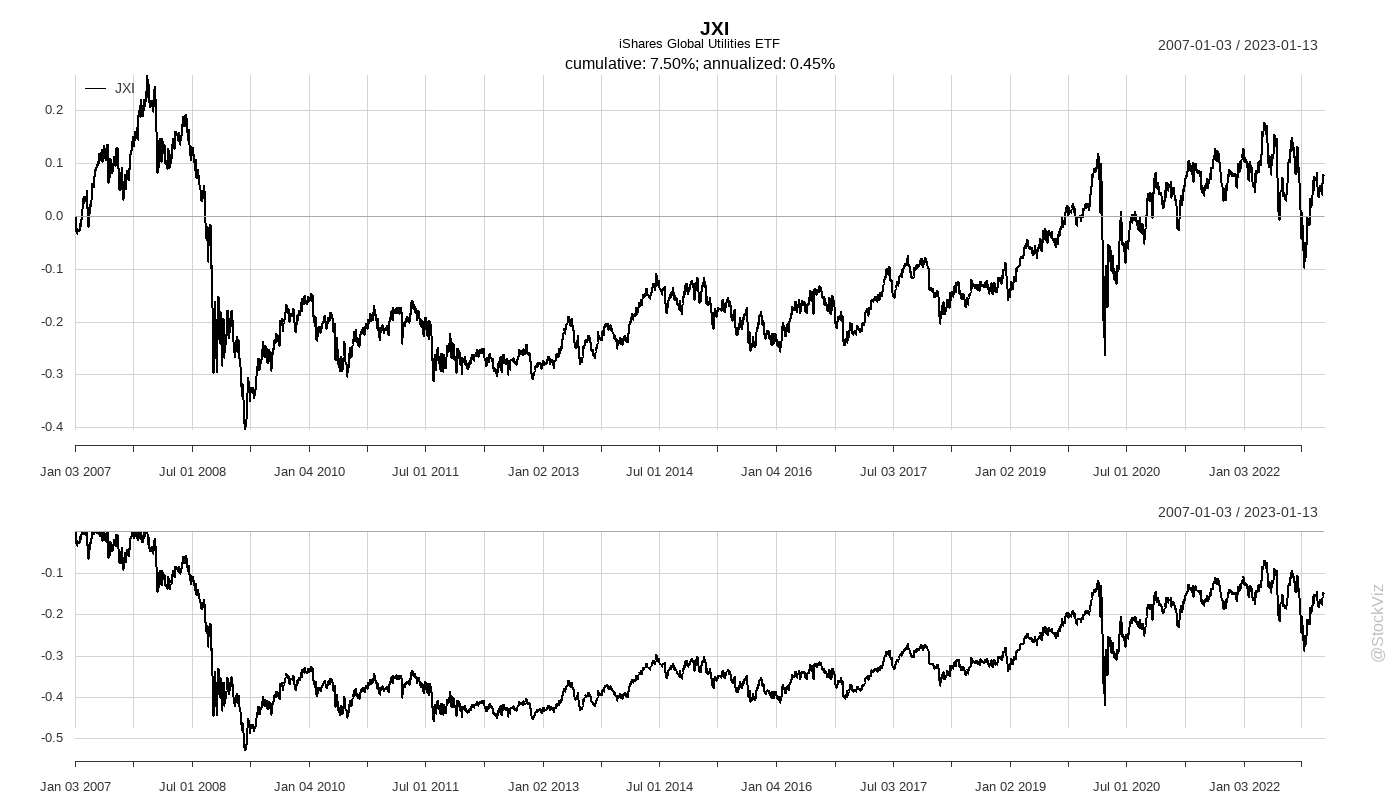 JXI
iShares Global Utilities ETF
2007-01-03 / 2023-01-13
cumulative: 7.50%; annualized: 0.45%
JXI
0.2
0.1
0.0
-0.1
-0.2
-0.3
-0.4
Jan 03 2007 Jul 01 2008 Jan 04 2010 Jul 01 2011 Jan 02 2013 Jul 01 2014 Jan 04 2016 Jul 03 2017 Jan 02 2019 Jul 01 2020 Jan 03 2022
2007-01-03 / 2023-01-13
-0.1
-0.2
-0.3
-0.4
-0.5
Jan 03 2007 Jul 01 2008 Jan 04 2010 Jul 01 2011 Jan 02 2013 Jul 01 2014 Jan 04 2016 Jul 03 2017 Jan 02 2019 Jul 01 2020 Jan 03 2022
@StockViz